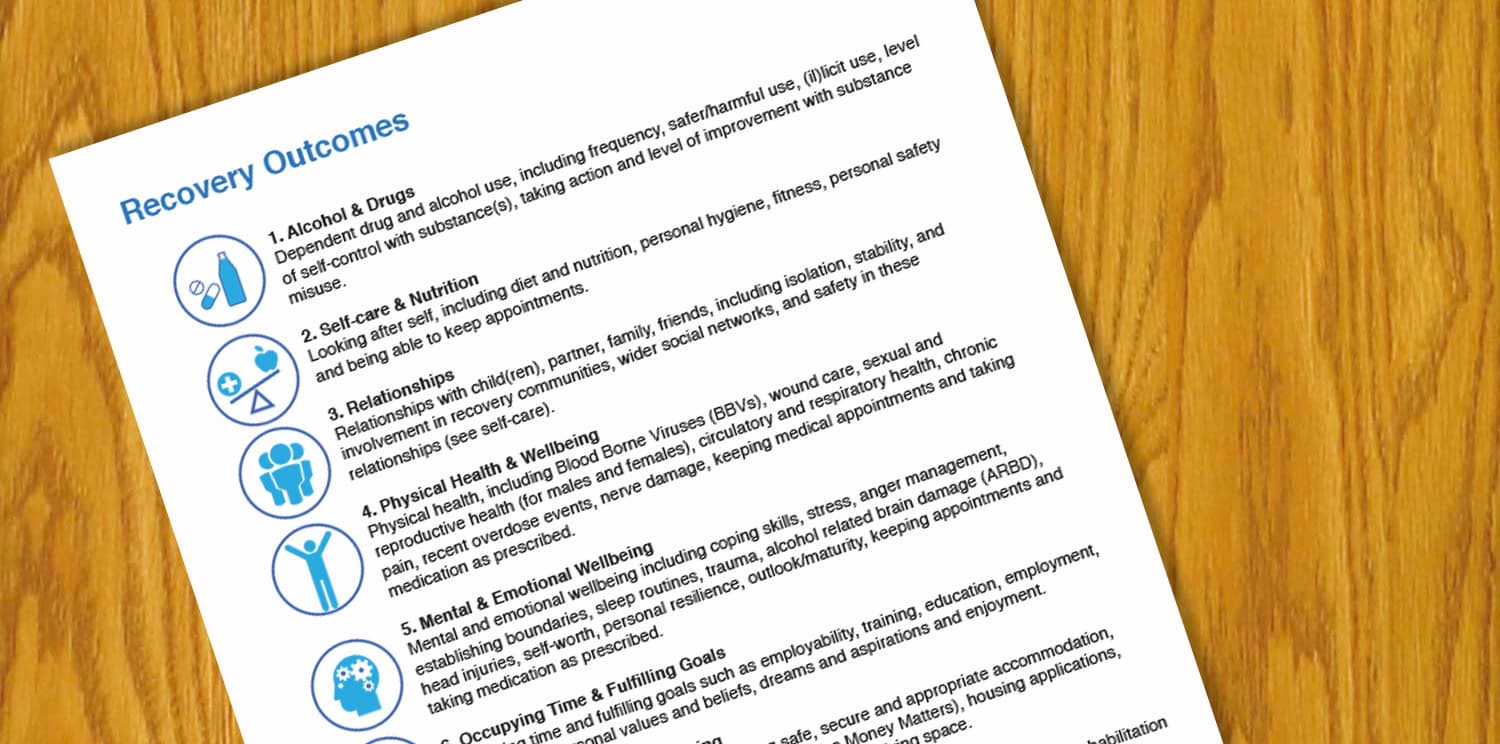 Recovery Outcomes
1. Alcohol & Drugs
Dependent drug and alcohol use, including frequency, safer/harmful use, (il)licit use, level
of self-control with substance(s), taking action and level of improvement with substance
misuse.
2. Self-care & Nutrition
Looking after self, including diet and nutrition, personal hygiene, fitness, personal safety
and being able to keep appointments.
3. Relationships
Relationships with child(ren), partner, family, friends, including isolation, stability, and
involvement in recovery communities, wider social networks, and safety in these
relationships (see self-care).
4. Physical Health & Wellbeing
Physical health, including Blood Borne Viruses (BBVs), wound care, sexual and
reproductive health (for males and females), circulatory and respiratory health, chronic
pain, recent overdose events, nerve damage, keeping medical appointments and taking
medication as prescribed.
5. Mental & Emotional Wellbeing
Mental and emotional wellbeing including coping skills, stress, anger management,
establishing boundaries, sleep routines, trauma, alcohol related brain damage (ARBD),
head injuries, self-worth, personal resilience, outlook/maturity, keeping appointments and
taking medication as prescribed.
6. Occupying Time & Fulfilling Goals
time and fulfilling goals such as employability, training, education, employment,
values and beliefs, dreams and aspirations and enjoyment.
safe, secure and appropriate accommodation,
Money Matters), housing applications,
space.